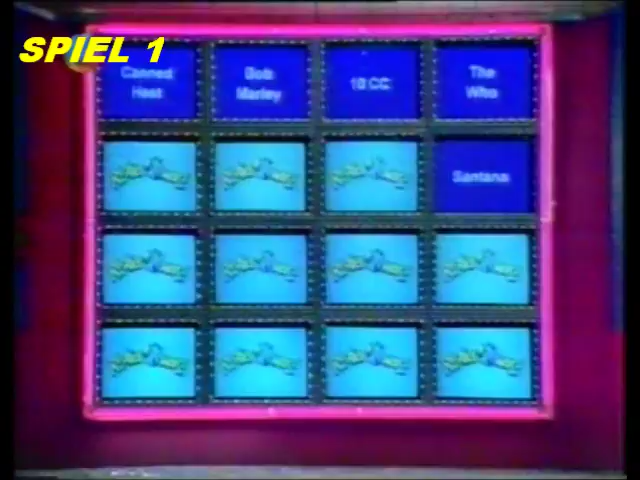 SPIEL 1
Canned
Heat
Bob
Marley
10 CC
The
Who
Santana